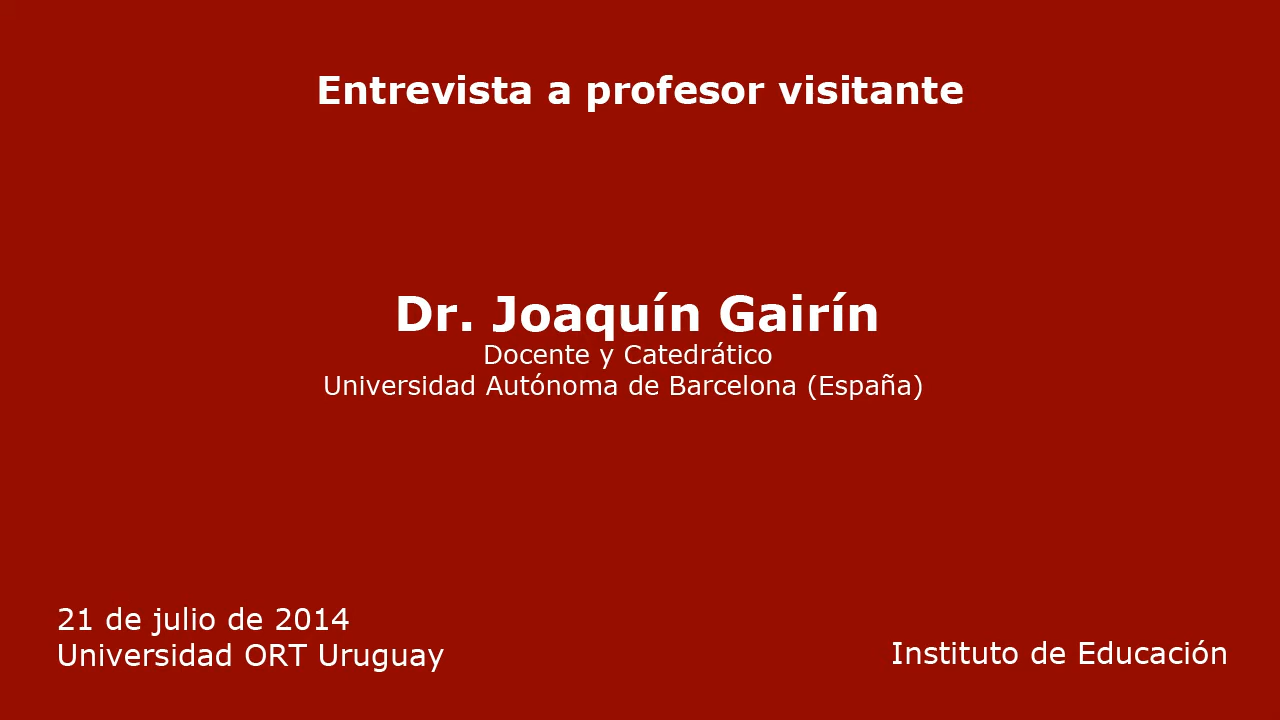 Entrevista a profesor visitante
Dr. Joaquín Gairín
Docente y Catedrático
Universidad Autónoma de Barcelona (España)
21 de julio de 2014
Universidad ORT Uruguay
Instituto de Educación